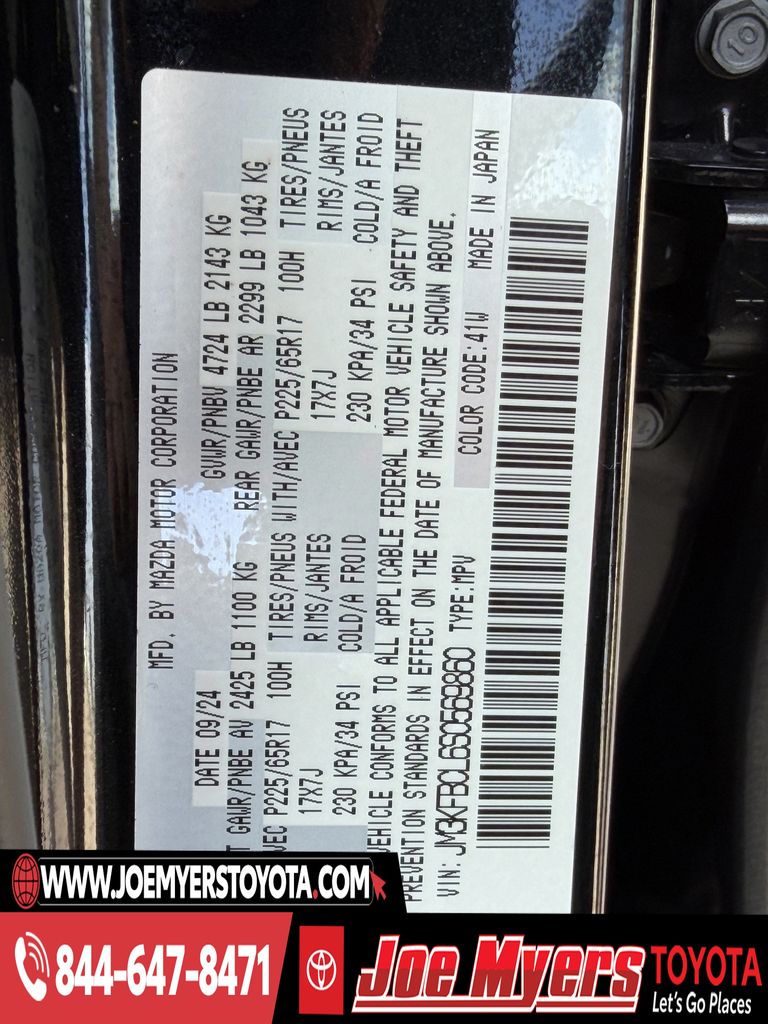 MFD. BY MAZDA MOTOR CORPORATION
DATE 09/24 GVWR/PNBV 4724 LB 2143 KG
T GAWR/PNBE AV 2425 LB 1100 KG REAR GAWR/PNBE AR 2299 LB 1043 KG
VEC P225/65R17 100H TIRES/PNEUS WITH/AVEC P225/65R17 100H TIRES/PNEUS
17X7J RIMS/JANTES 17X7J RIMS/JANTES
230 KPA/34 PSI COLD/A FROID 230 KPA/34 PSI COLD/A FROID
VEHICLE CONFORMS TO ALL APPLICABLE FEDERAL MOTOR VEHICLE SAFETY AND THEFT
PREVENTION STANDARDS IN EFFECT ON THE DATE OF MANUFACTURE SHOWN ABOVE.
VIN: JM3KFBCL6S0569860 TYPE:MPV COLOR CODE:41W MADE IN JAPAN
10
WWW.JOEMYERSTOYOTA.COM
844-647-8471
Joe Myers TOYOTA
Let's Go Places